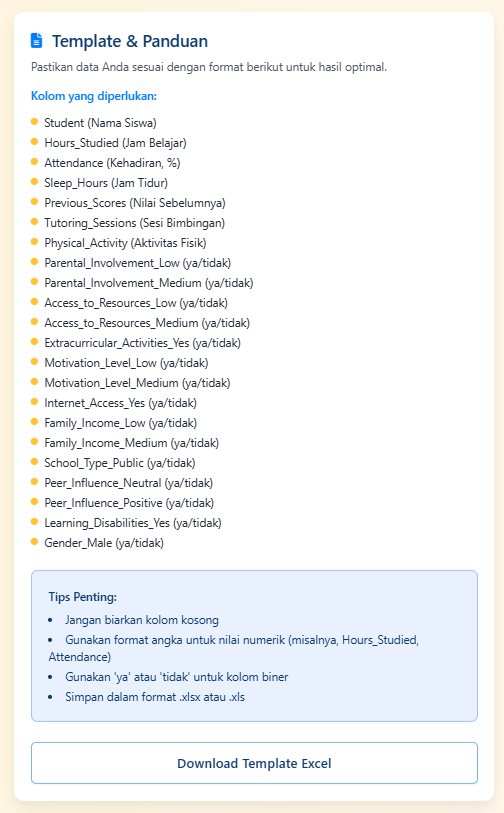 Template & Panduan
Pastikan data Anda sesuai dengan format berikut untuk hasil optimal.
Kolom yang diperlukan:
Student (Nama Siswa)
Hours_Studied (Jam Belajar)
Attendance (Kehadiran, %)
Sleep_Hours (Jam Tidur)
Previous_Scores (Nilai Sebelumnya)
Tutoring_Sessions (Sesi Bimbingan)
Physical_Activity (Aktivitas Fisik)
Parental_Involvement_Low (ya/tidak)
Parental_Involvement_Medium (ya/tidak)
Access_to_Resources_Low (ya/tidak)
Access_to_Resources_Medium (ya/tidak)
Extracurricular_Activities_Yes (ya/tidak)
Motivation_Level_Low (ya/tidak)
Motivation_Level_Medium (ya/tidak)
Internet_Access_Yes (ya/tidak)
Family_Income_Low (ya/tidak)
Family_Income_Medium (ya/tidak)
School_Type_Public (ya/tidak)
Peer_Influence_Neutral (ya/tidak)
Peer_Influence_Positive (ya/tidak)
Learning_Disabilities_Yes (ya/tidak)
Gender_Male (ya/tidak)
Tips Penting:
• Jangan biarkan kolom kosong
• Gunakan format angka untuk nilai numerik (misalnya, Hours_Studied,
Attendance)
• Gunakan 'ya' atau 'tidak' untuk kolom biner
• Simpan dalam format .xlsx atau .xls
Download Template Excel